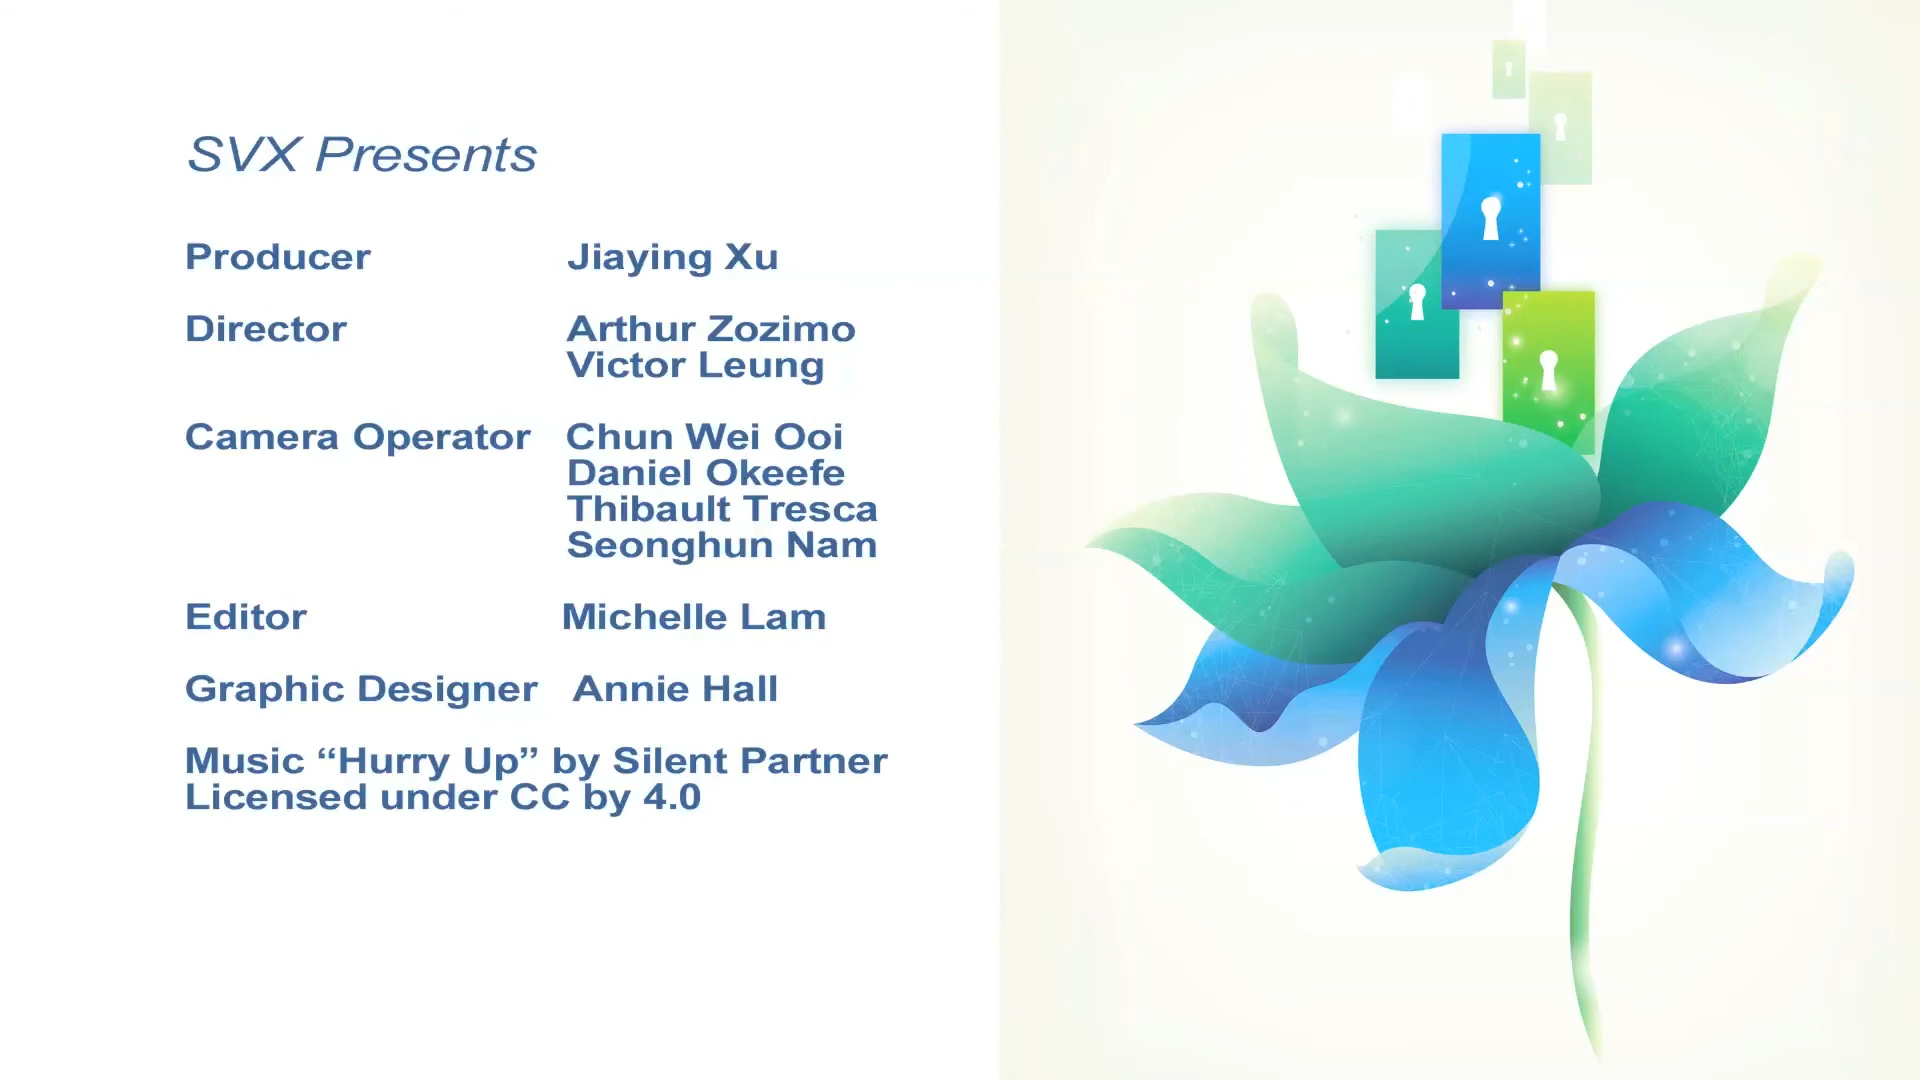 SVX Presents
Producer Jiaying Xu
Director Arthur Zozimo
Victor Leung
Camera Operator Chun Wei Ooi
Daniel Okeefe
Thibault Tresca
Seonghun Nam
Editor Michelle Lam
Graphic Designer Annie Hall
Music “Hurry Up” by Silent Partner
Licensed under CC by 4.0